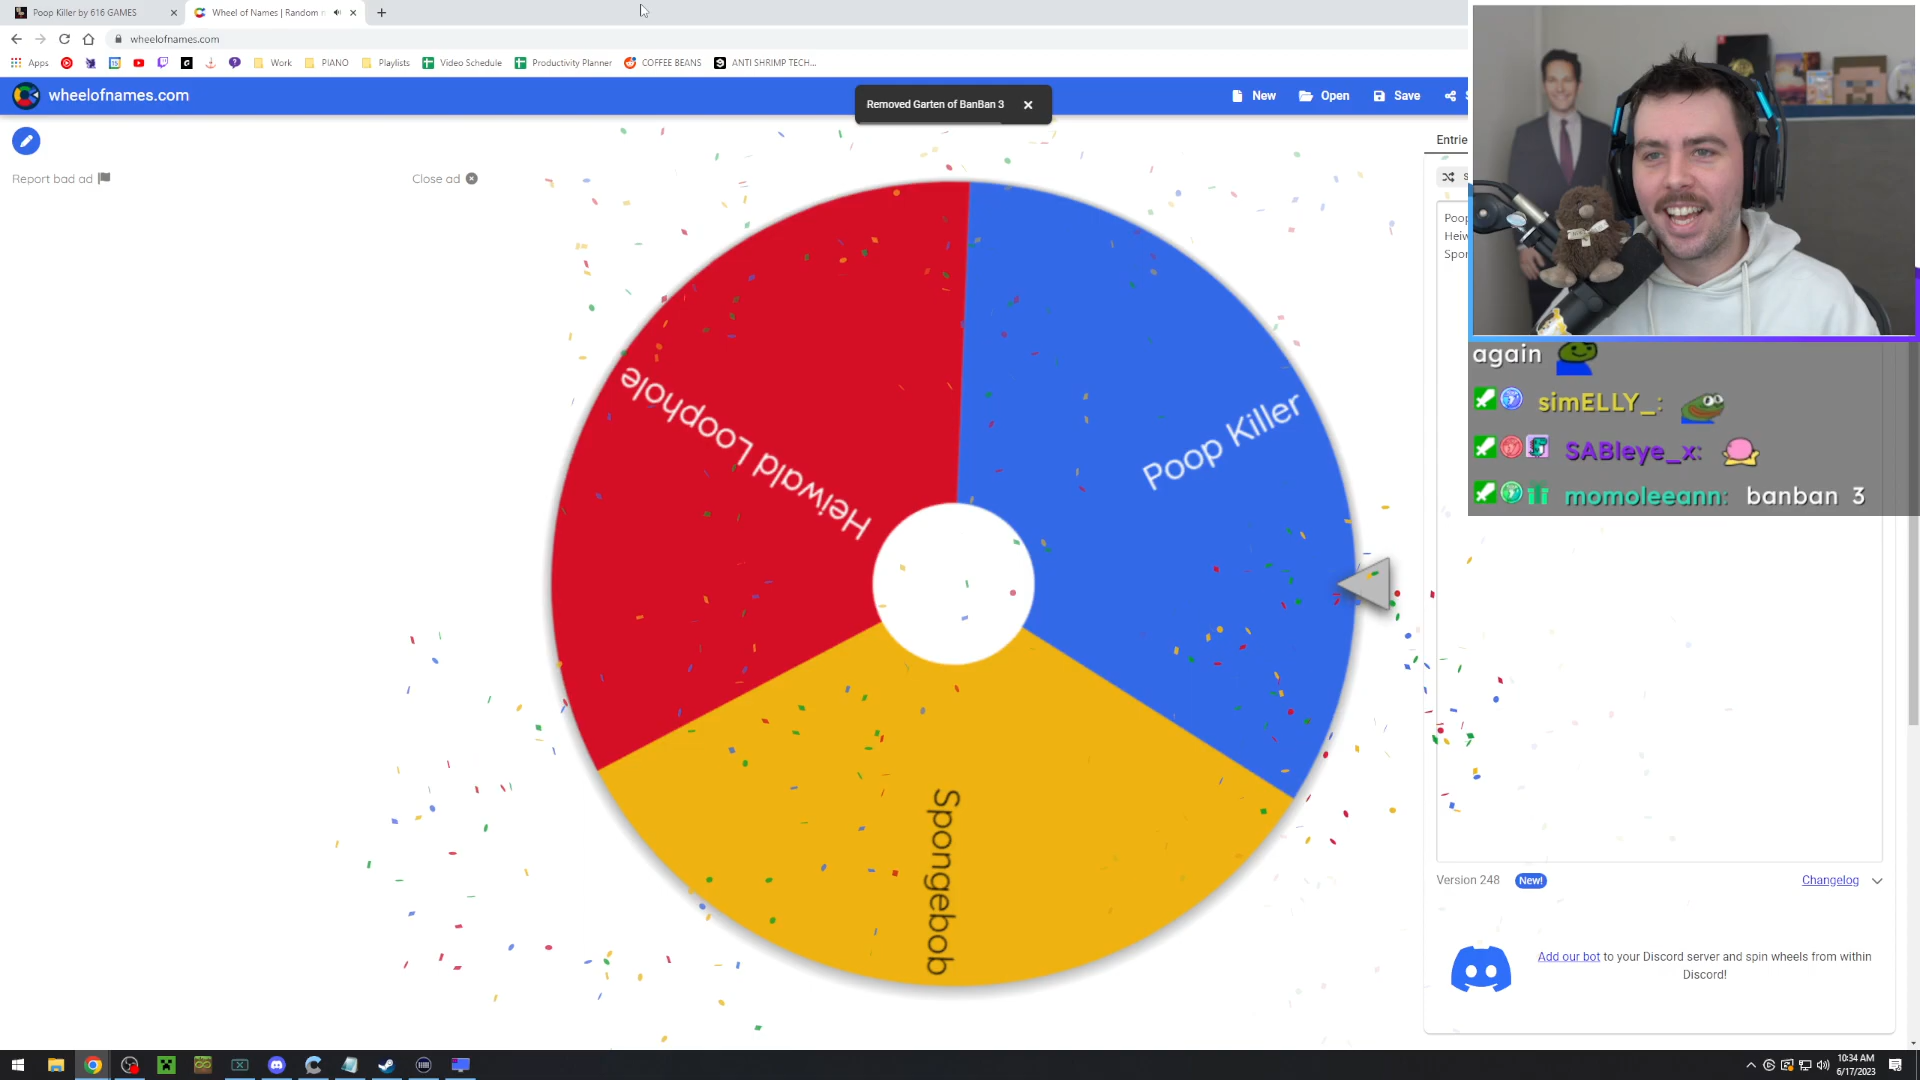 Poop Killer by 616 GAMES
Wheel of Names | Random n
wheelofnames.com
Apps
Work
PIANO
Playlists
Video Schedule
Productivity Planner
COFFEE BEANS
ANTI SHRIMP TECH...
wheelofnames.com
Removed Garten of BanBan 3
New
Open
Save
S
Report bad ad
Close ad
Entrie
S
Poop
Heiw
Spon
Heiwald Loophole
Poop Killer
Spongebob
again
simELLY_:
SABleye_x:
momoleeann: banban 3
Version 248
New!
Changelog
Add our bot to your Discord server and spin wheels from within
Discord!
10:34 AM
6/17/2023